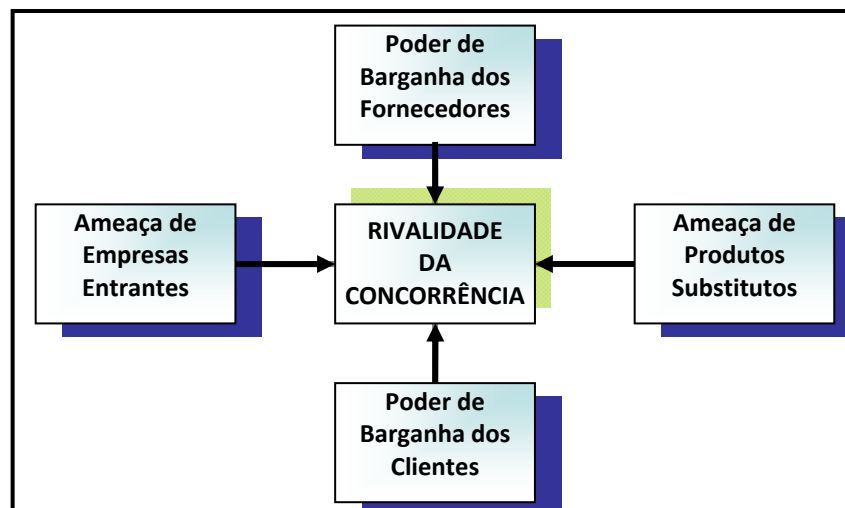 Poder de
Barganha dos
Fornecedores
Ameaça de
Empresas
Entrantes
RIVALIDADE
DA
CONCORRÊNCIA
Ameaça de
Produtos
Substitutos
Poder de
Barganha dos
Clientes